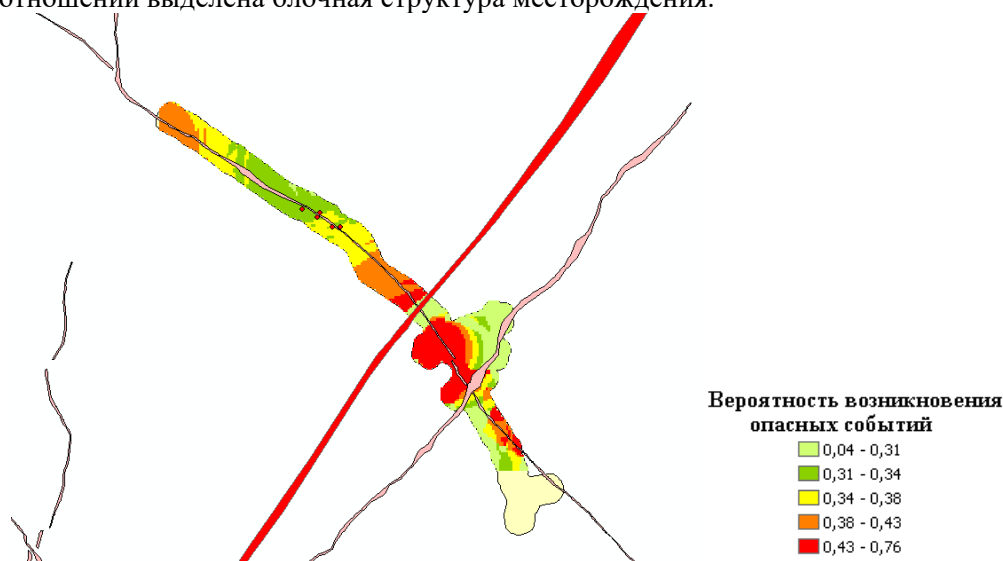 отношении выделена блочная структура месторождения.
Вероятность возникновения
опасных событий
0,04 - 0,31
0,31 - 0,34
0,34 - 0,38
0,38 - 0,43
0,43 - 0,76